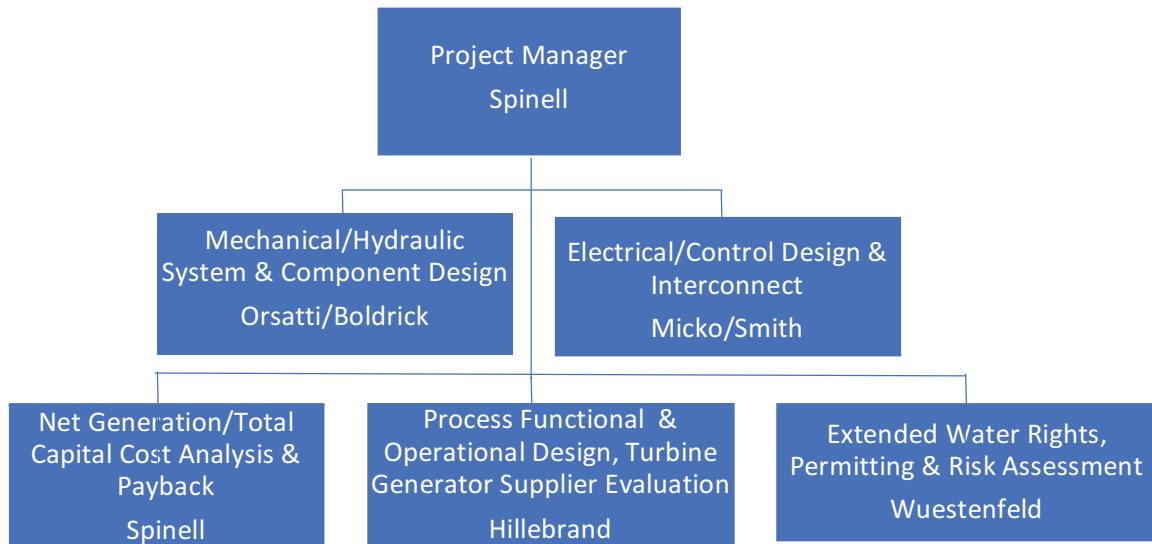 Project Manager
Spinell
Mechanical/Hydraulic
System & Component Design
Orsatti/Boldrick
Electrical/Control Design &
Interconnect
Micko/Smith
Net Generation/Total
Capital Cost Analysis &
Payback
Spinell
Process Functional &
Operational Design, Turbine
Generator Supplier Evaluation
Hillebrand
Extended Water Rights,
Permitting & Risk Assessment
Wuestenfeld